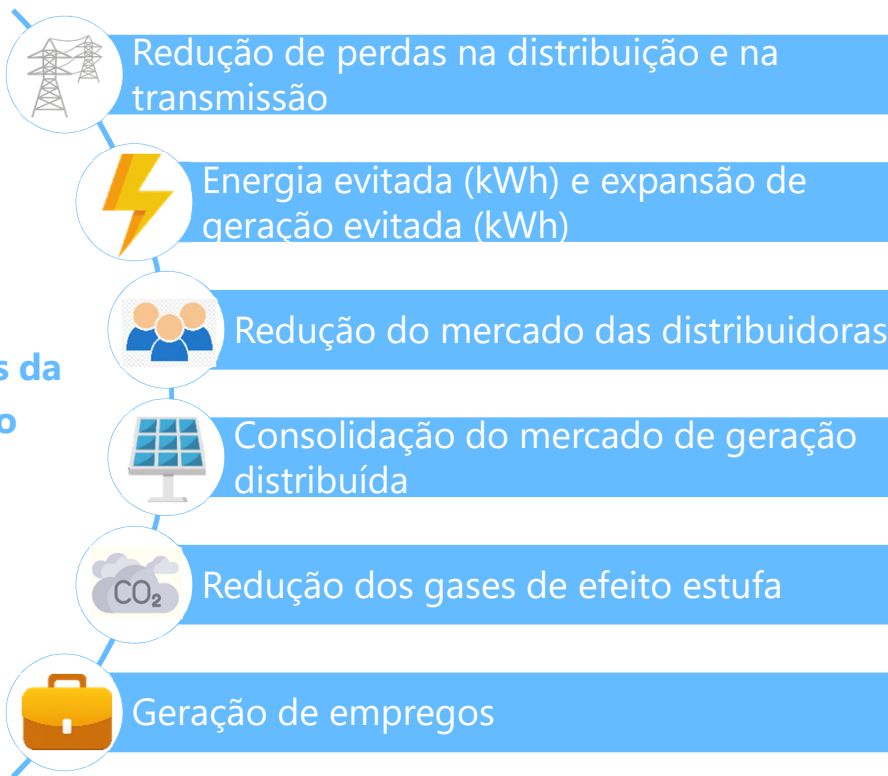 Redução de perdas na distribuição e na
transmissão
Energia evitada (kWh) e expansão de
geração evitada (kWh)
Redução do mercado das distribuidoras
s da
o
Consolidação do mercado de geração
distribuída
CO₂
Redução dos gases de efeito estufa
Geração de empregos